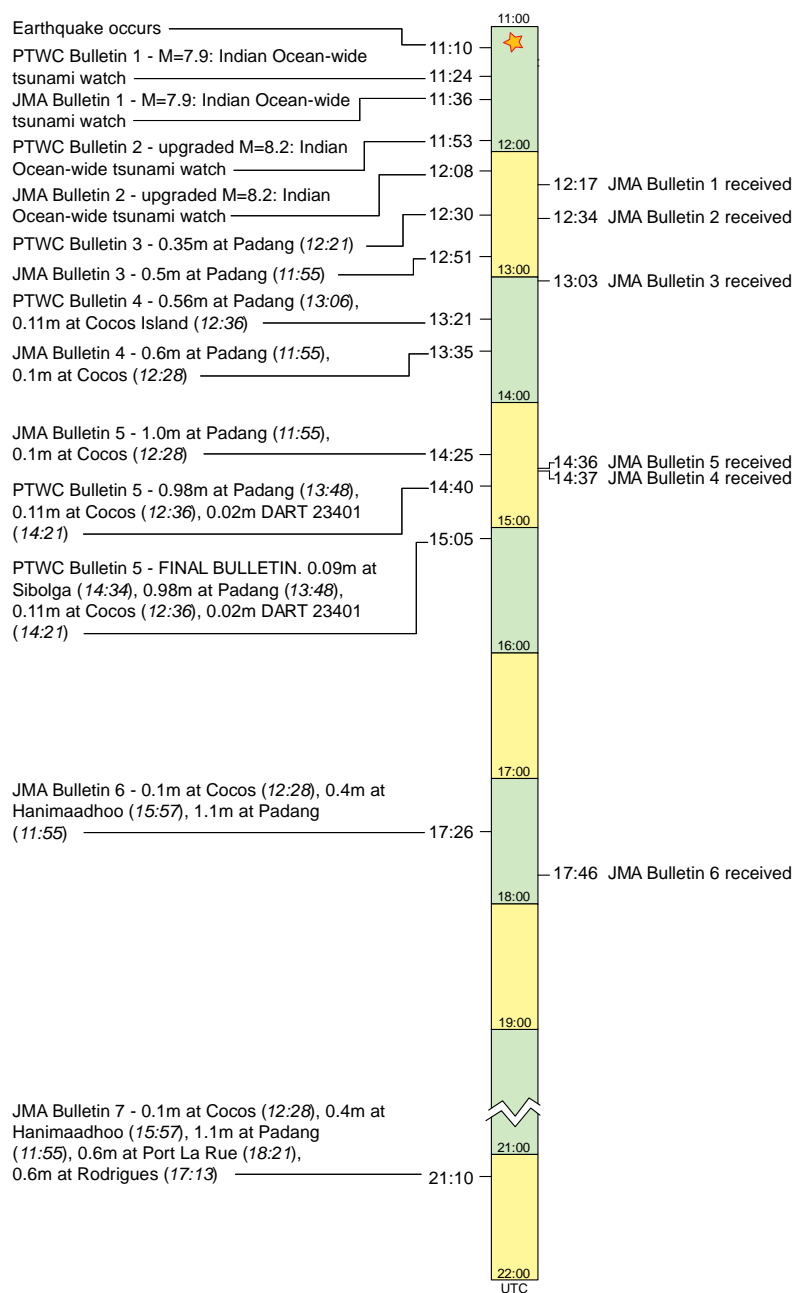 Earthquake occurs
PTWC Bulletin 1 - M=7.9: Indian Ocean-wide
tsunami watch
JMA Bulletin 1 - M=7.9: Indian Ocean-wide
tsunami watch
PTWC Bulletin 2 - upgraded M=8.2: Indian
Ocean-wide tsunami watch
JMA Bulletin 2 - upgraded M=8.2: Indian
Ocean-wide tsunami watch
PTWC Bulletin 3 - 0.35m at Padang (12:21)
JMA Bulletin 3 - 0.5m at Padang (11:55)
PTWC Bulletin 4 - 0.56m at Padang (13:06),
0.11m at Cocos Island (12:36)
JMA Bulletin 4 - 0.6m at Padang (11:55),
0.1m at Cocos (12:28)
JMA Bulletin 5 - 1.0m at Padang (11:55),
0.1m at Cocos (12:28)
PTWC Bulletin 5 - 0.98m at Padang (13:48),
0.11m at Cocos (12:36), 0.02m DART 23401
(14:21)
PTWC Bulletin 5 - FINAL BULLETIN. 0.09m at
Sibolga (14:34), 0.98m at Padang (13:48),
0.11m at Cocos (12:36), 0.02m DART 23401
(14:21)
JMA Bulletin 6 - 0.1m at Cocos (12:28), 0.4m at
Hanimaadhoo (15:57), 1.1m at Padang
(11:55)
JMA Bulletin 7 - 0.1m at Cocos (12:28), 0.4m at
Hanimaadhoo (15:57), 1.1m at Padang
(11:55), 0.6m at Port La Rue (18:21),
0.6m at Rodrigues (17:13)
11:10
11:24
11:36
11:53
12:08
12:30
12:51
13:21
13:35
14:25
14:40
15:05
17:26
21:10
11:00
12:00
13:00
14:00
15:00
16:00
17:00
18:00
19:00
21:00
22:00
UTC
12:17 JMA Bulletin 1 received
12:34 JMA Bulletin 2 received
13:03 JMA Bulletin 3 received
14:36 JMA Bulletin 5 received
14:37 JMA Bulletin 4 received
17:46 JMA Bulletin 6 received